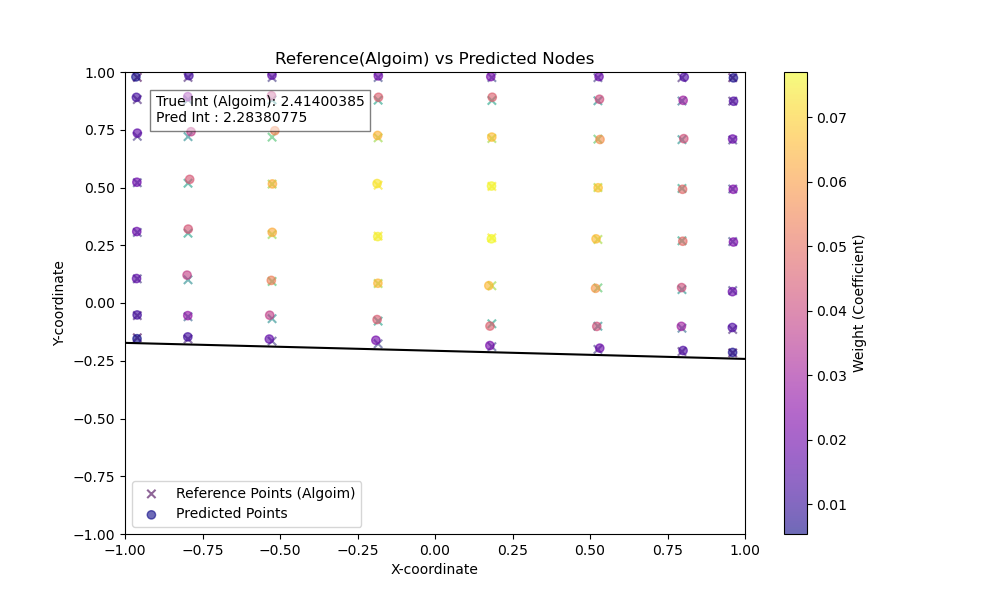 Reference(Algoim) vs Predicted Nodes
True Int (Algoim): 2.41400385
Pred Int : 2.28380775
Y-coordinate
1.00
0.75
0.50
0.25
0.00
−0.25
−0.50
−0.75
−1.00
Reference Points (Algoim)
Predicted Points
−1.00 −0.75 −0.50 −0.25 0.00 0.25 0.50 0.75 1.00
X-coordinate
0.07
0.06
0.05
0.04
0.03
0.02
0.01
Weight (Coefficient)